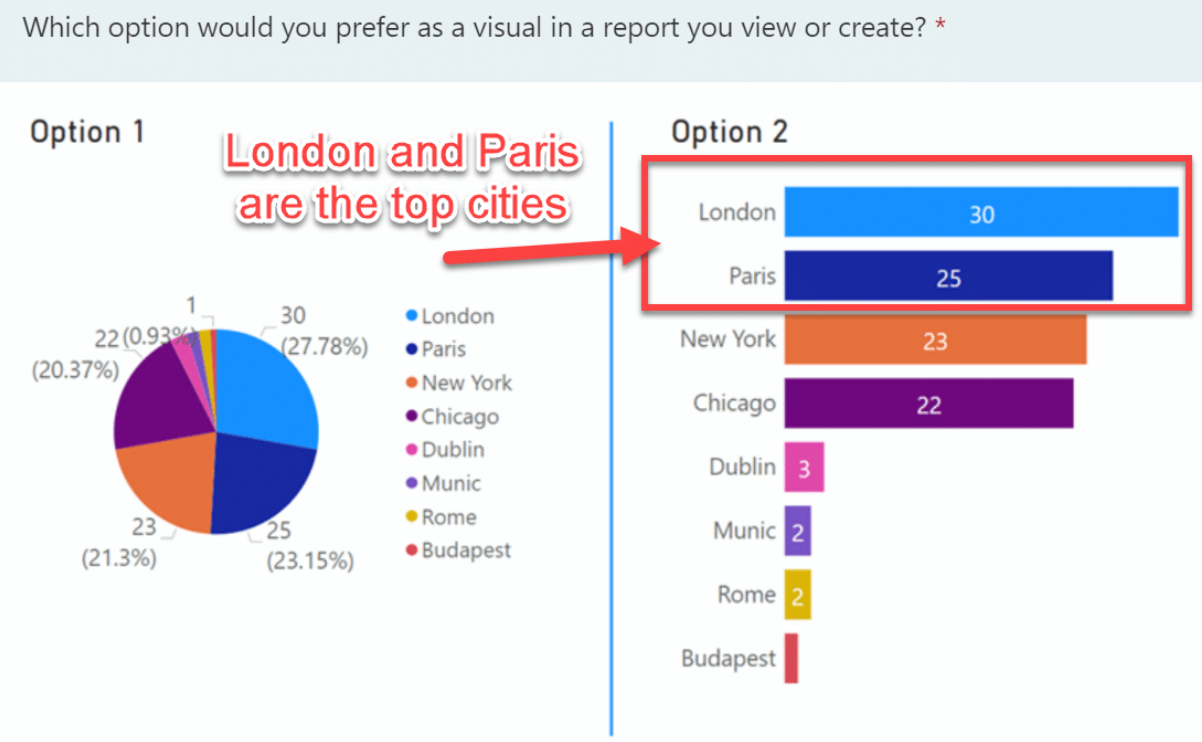 Which option would you prefer as a visual in a report you view or create? *
Option 1
London and Paris
are the top cities
1
(0.93%)
22
(20.37%)
30
(27.78%)
23
(21.3%)
25
(23.15%)
London
Paris
New York
Chicago
Dublin
Munic
Rome
Budapest
Option 2
London 30
Paris 25
New York 23
Chicago 22
Dublin 3
Munic 2
Rome 2
Budapest